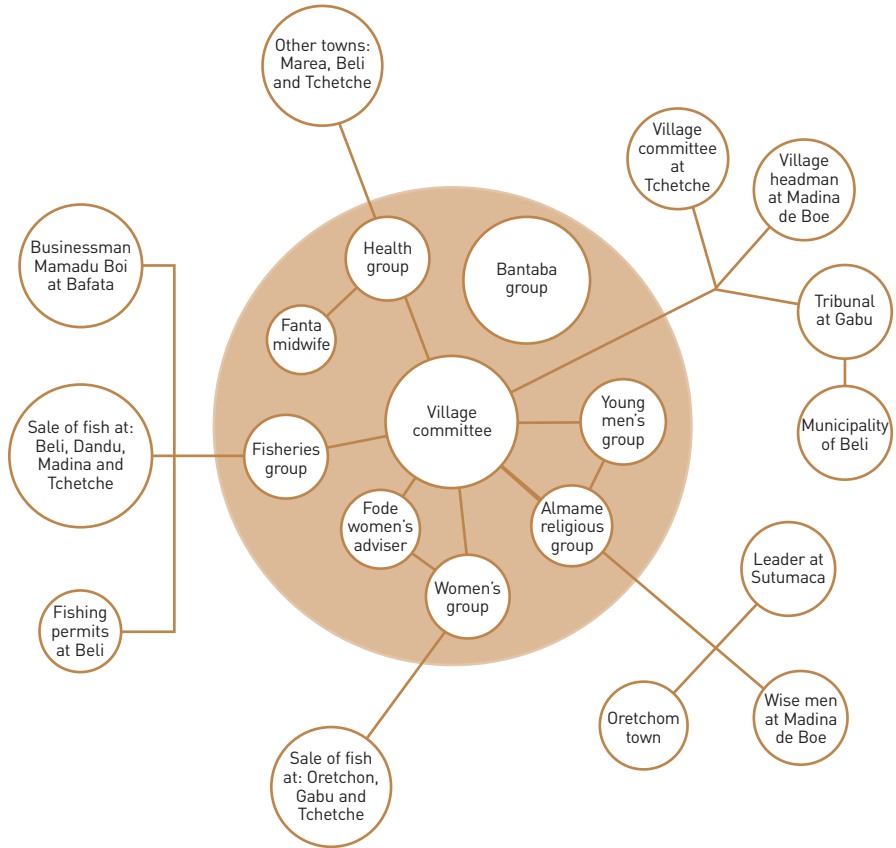 Other towns:
Marea, Beli
and Tchetche
Village
committee
at
Tchetche
Village
headman
at Madina
de Boe
Businessman
Mamadu Boi
at Bafata
Health
group
Bantaba
group
Tribunal
at Gabu
Fanta
midwife
Village
committee
Young
men's
group
Municipality
of Beli
Sale of fish at:
Beli, Dandu,
Madina and
Tchetche
Fisheries
group
Fode
women's
adviser
Almame
religious
group
Women's
group
Leader at
Sutumaca
Fishing
permits
at Beli
Oretchom
town
Wise men
at Madina
de Boe
Sale of fish
at: Oretchon,
Gabu and
Tchetche